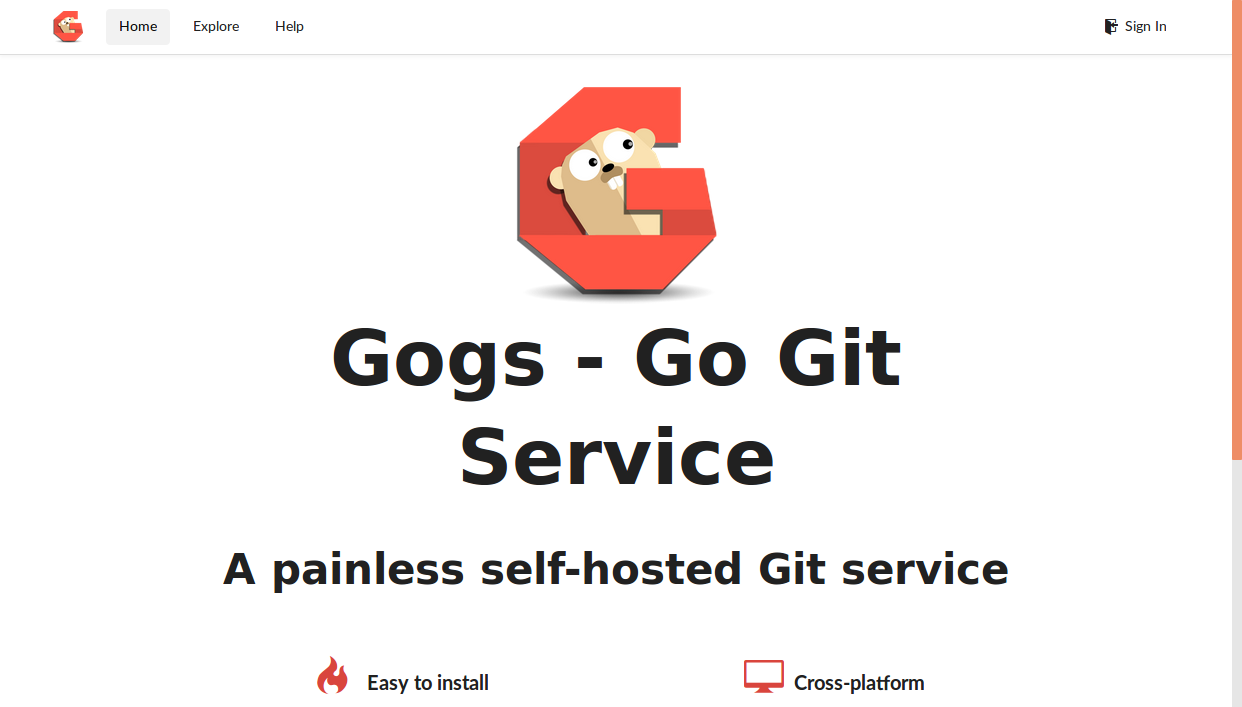 Home Explore Help Sign In
Gogs - Go Git
Service
A painless self-hosted Git service
Easy to install Cross-platform